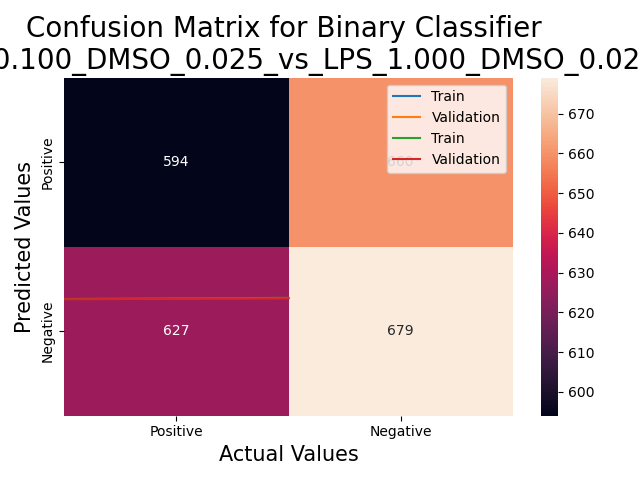 Confusion Matrix for Binary Classifier
0.100_DMSO_0.025_vs_LPS_1.000_DMSO_0.02
Train
Validation
Train
Validation
594
627
679
Positive
Negative
Predicted Values
Positive
Negative
Actual Values
670
660
650
640
630
620
610
600